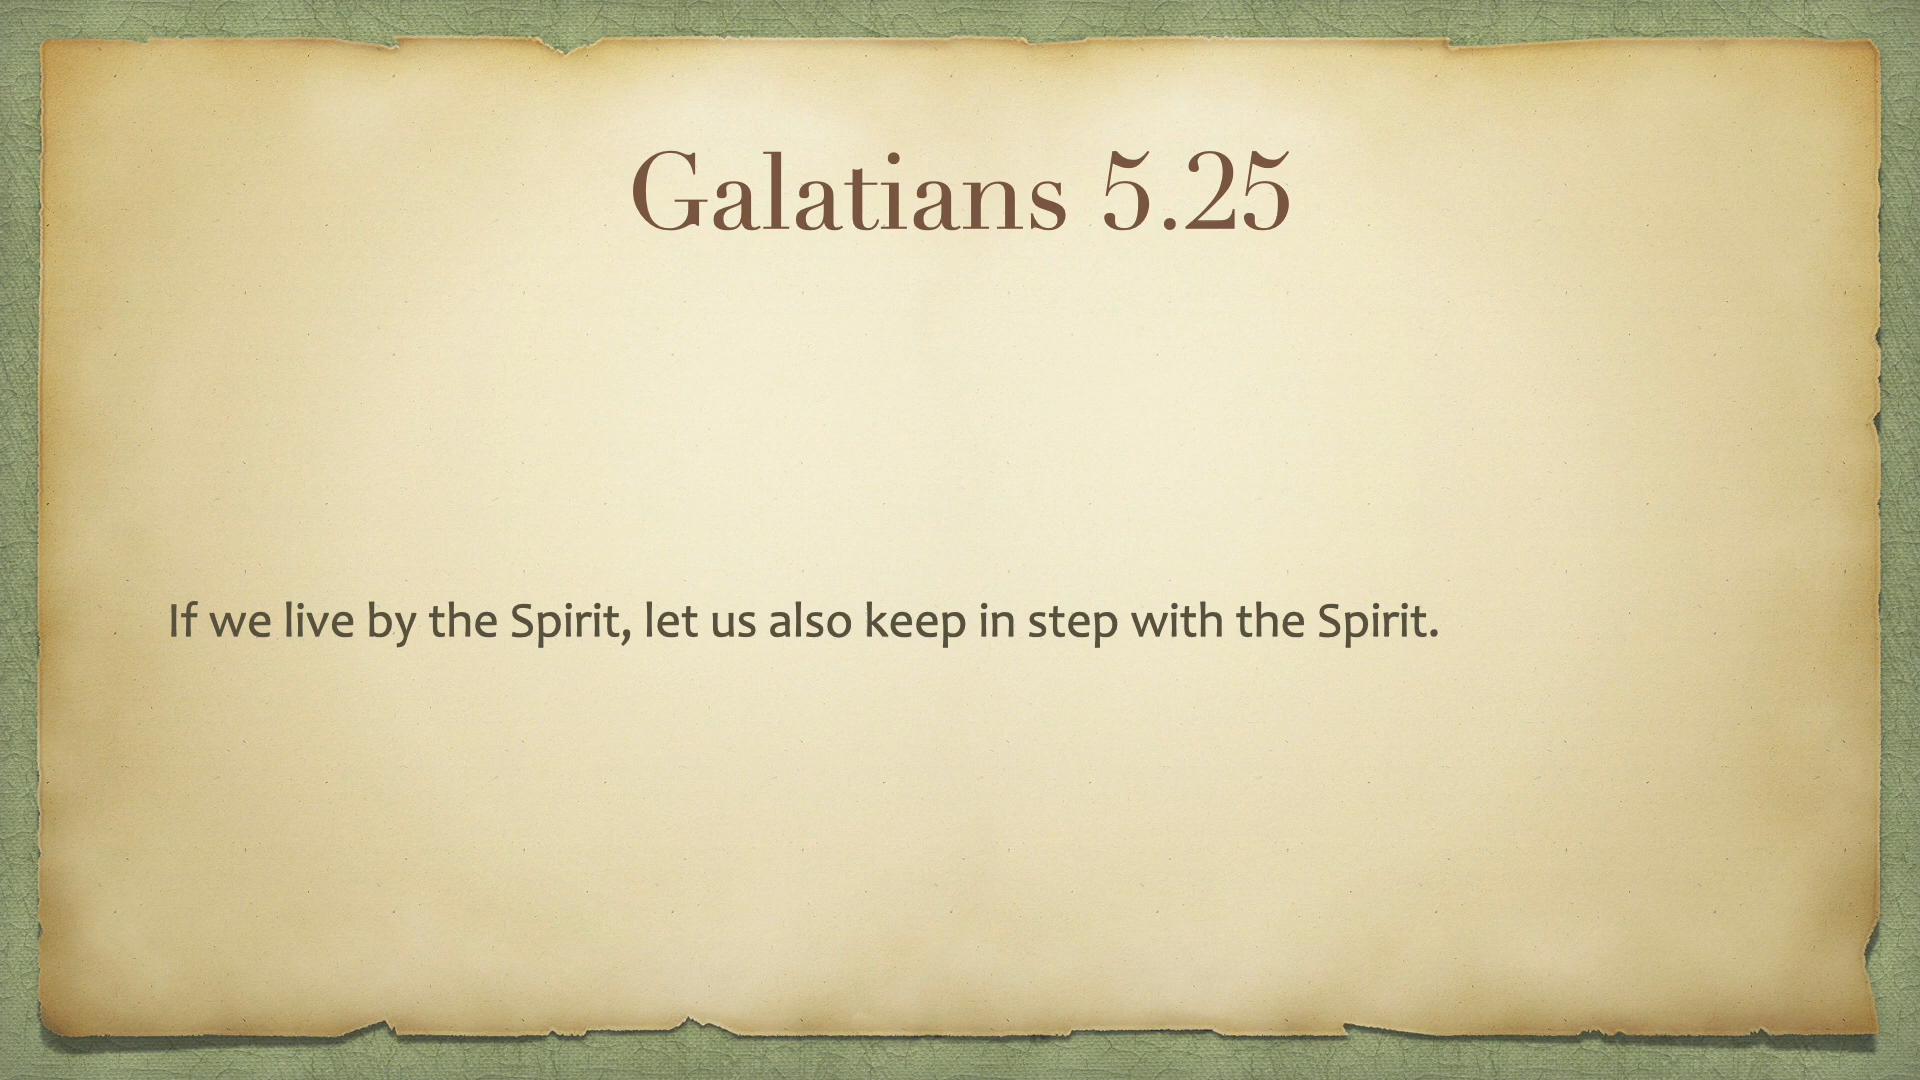 Galatians 5.25
If we live by the Spirit, let us also keep in step with the Spirit.